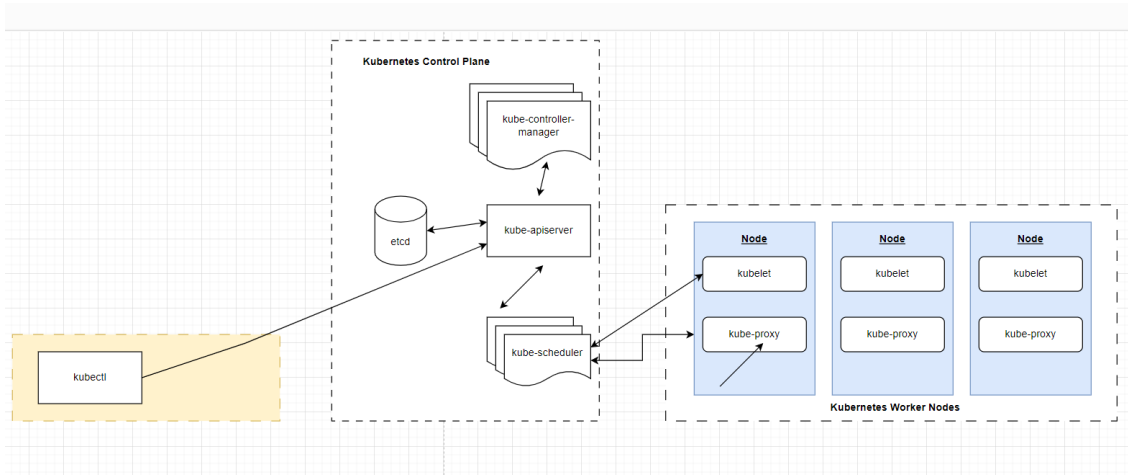 Kubernetes Control Plane
kube-controller-
manager
etcd
kube-apiserver
kube-scheduler
kubectl
Node
kubelet
kube-proxy
Node
kubelet
kube-proxy
Node
kubelet
kube-proxy
Kubernetes Worker Nodes